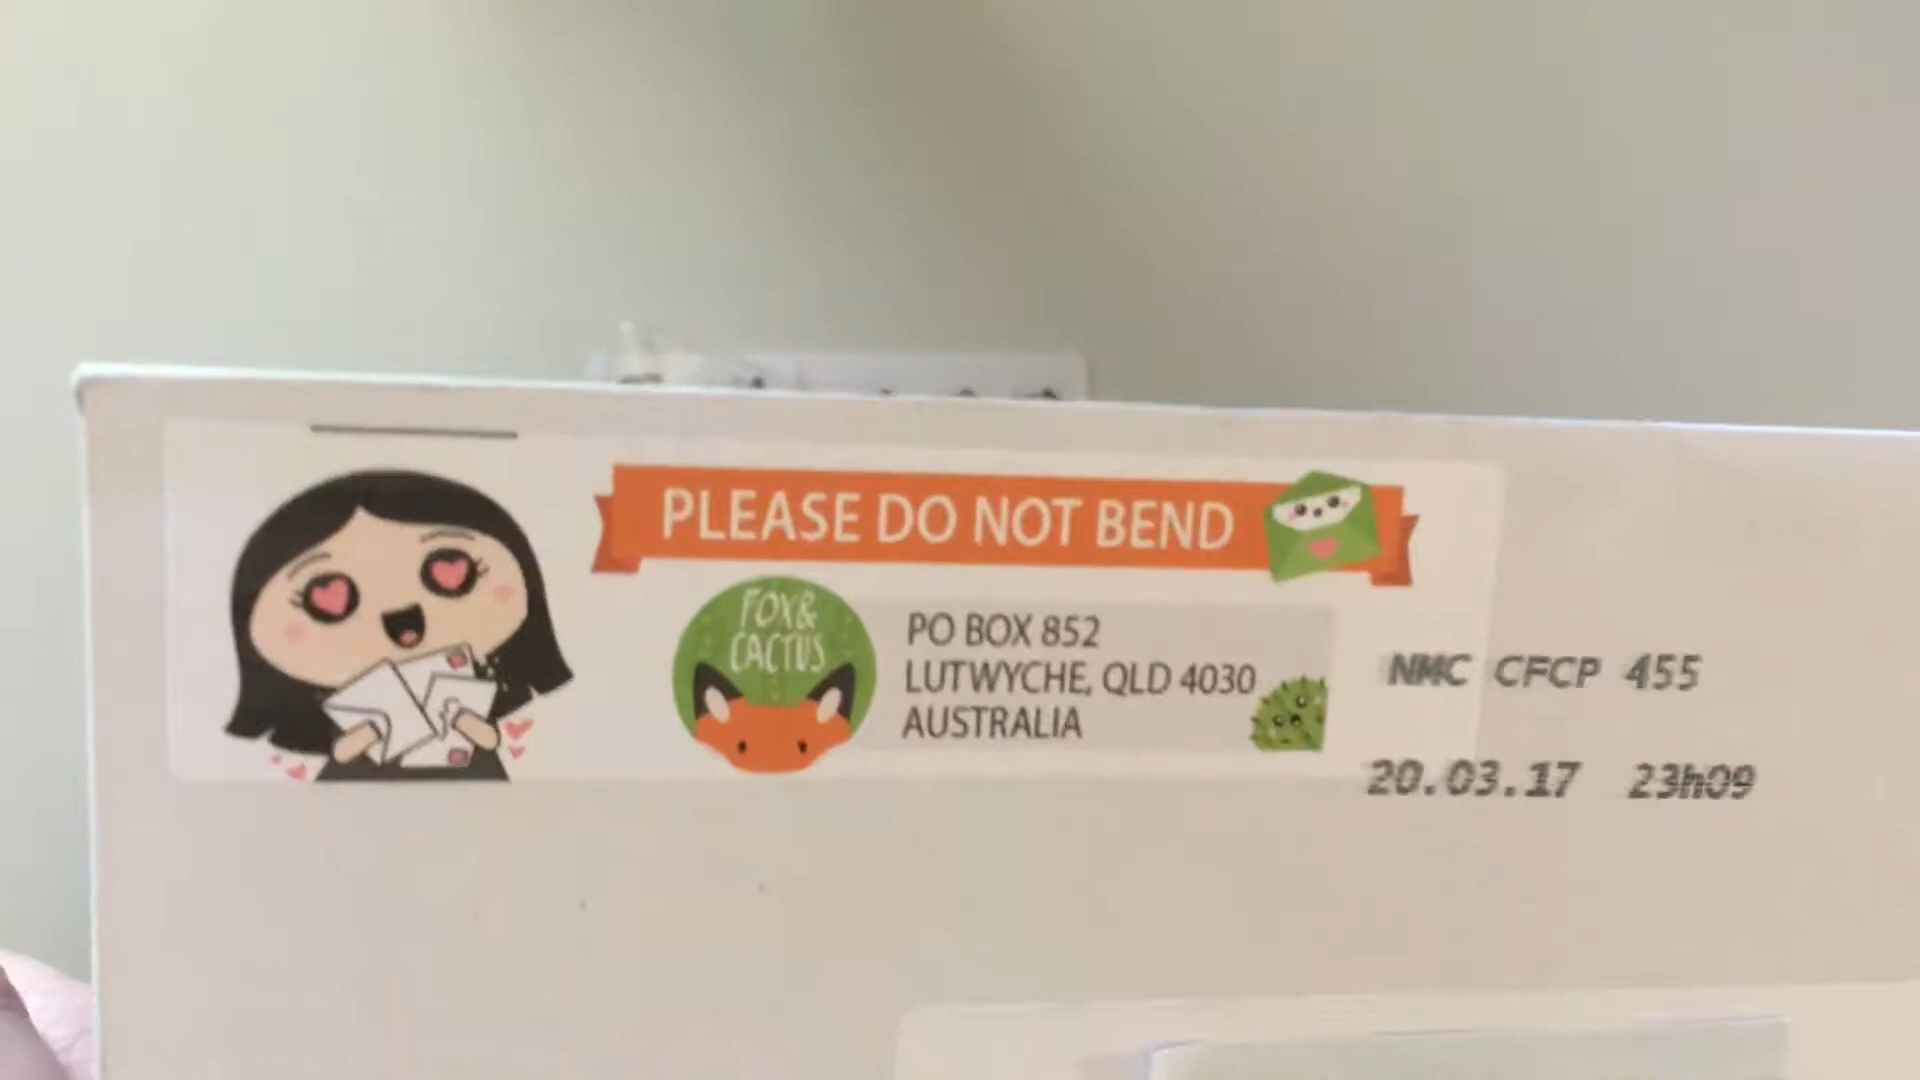 PLEASE DO NOT BEND
FOX&
CACTUS
PO BOX 852
LUTWYCHE, QLD 4030
AUSTRALIA
NMC CFCP 455
20.03.17 23h09